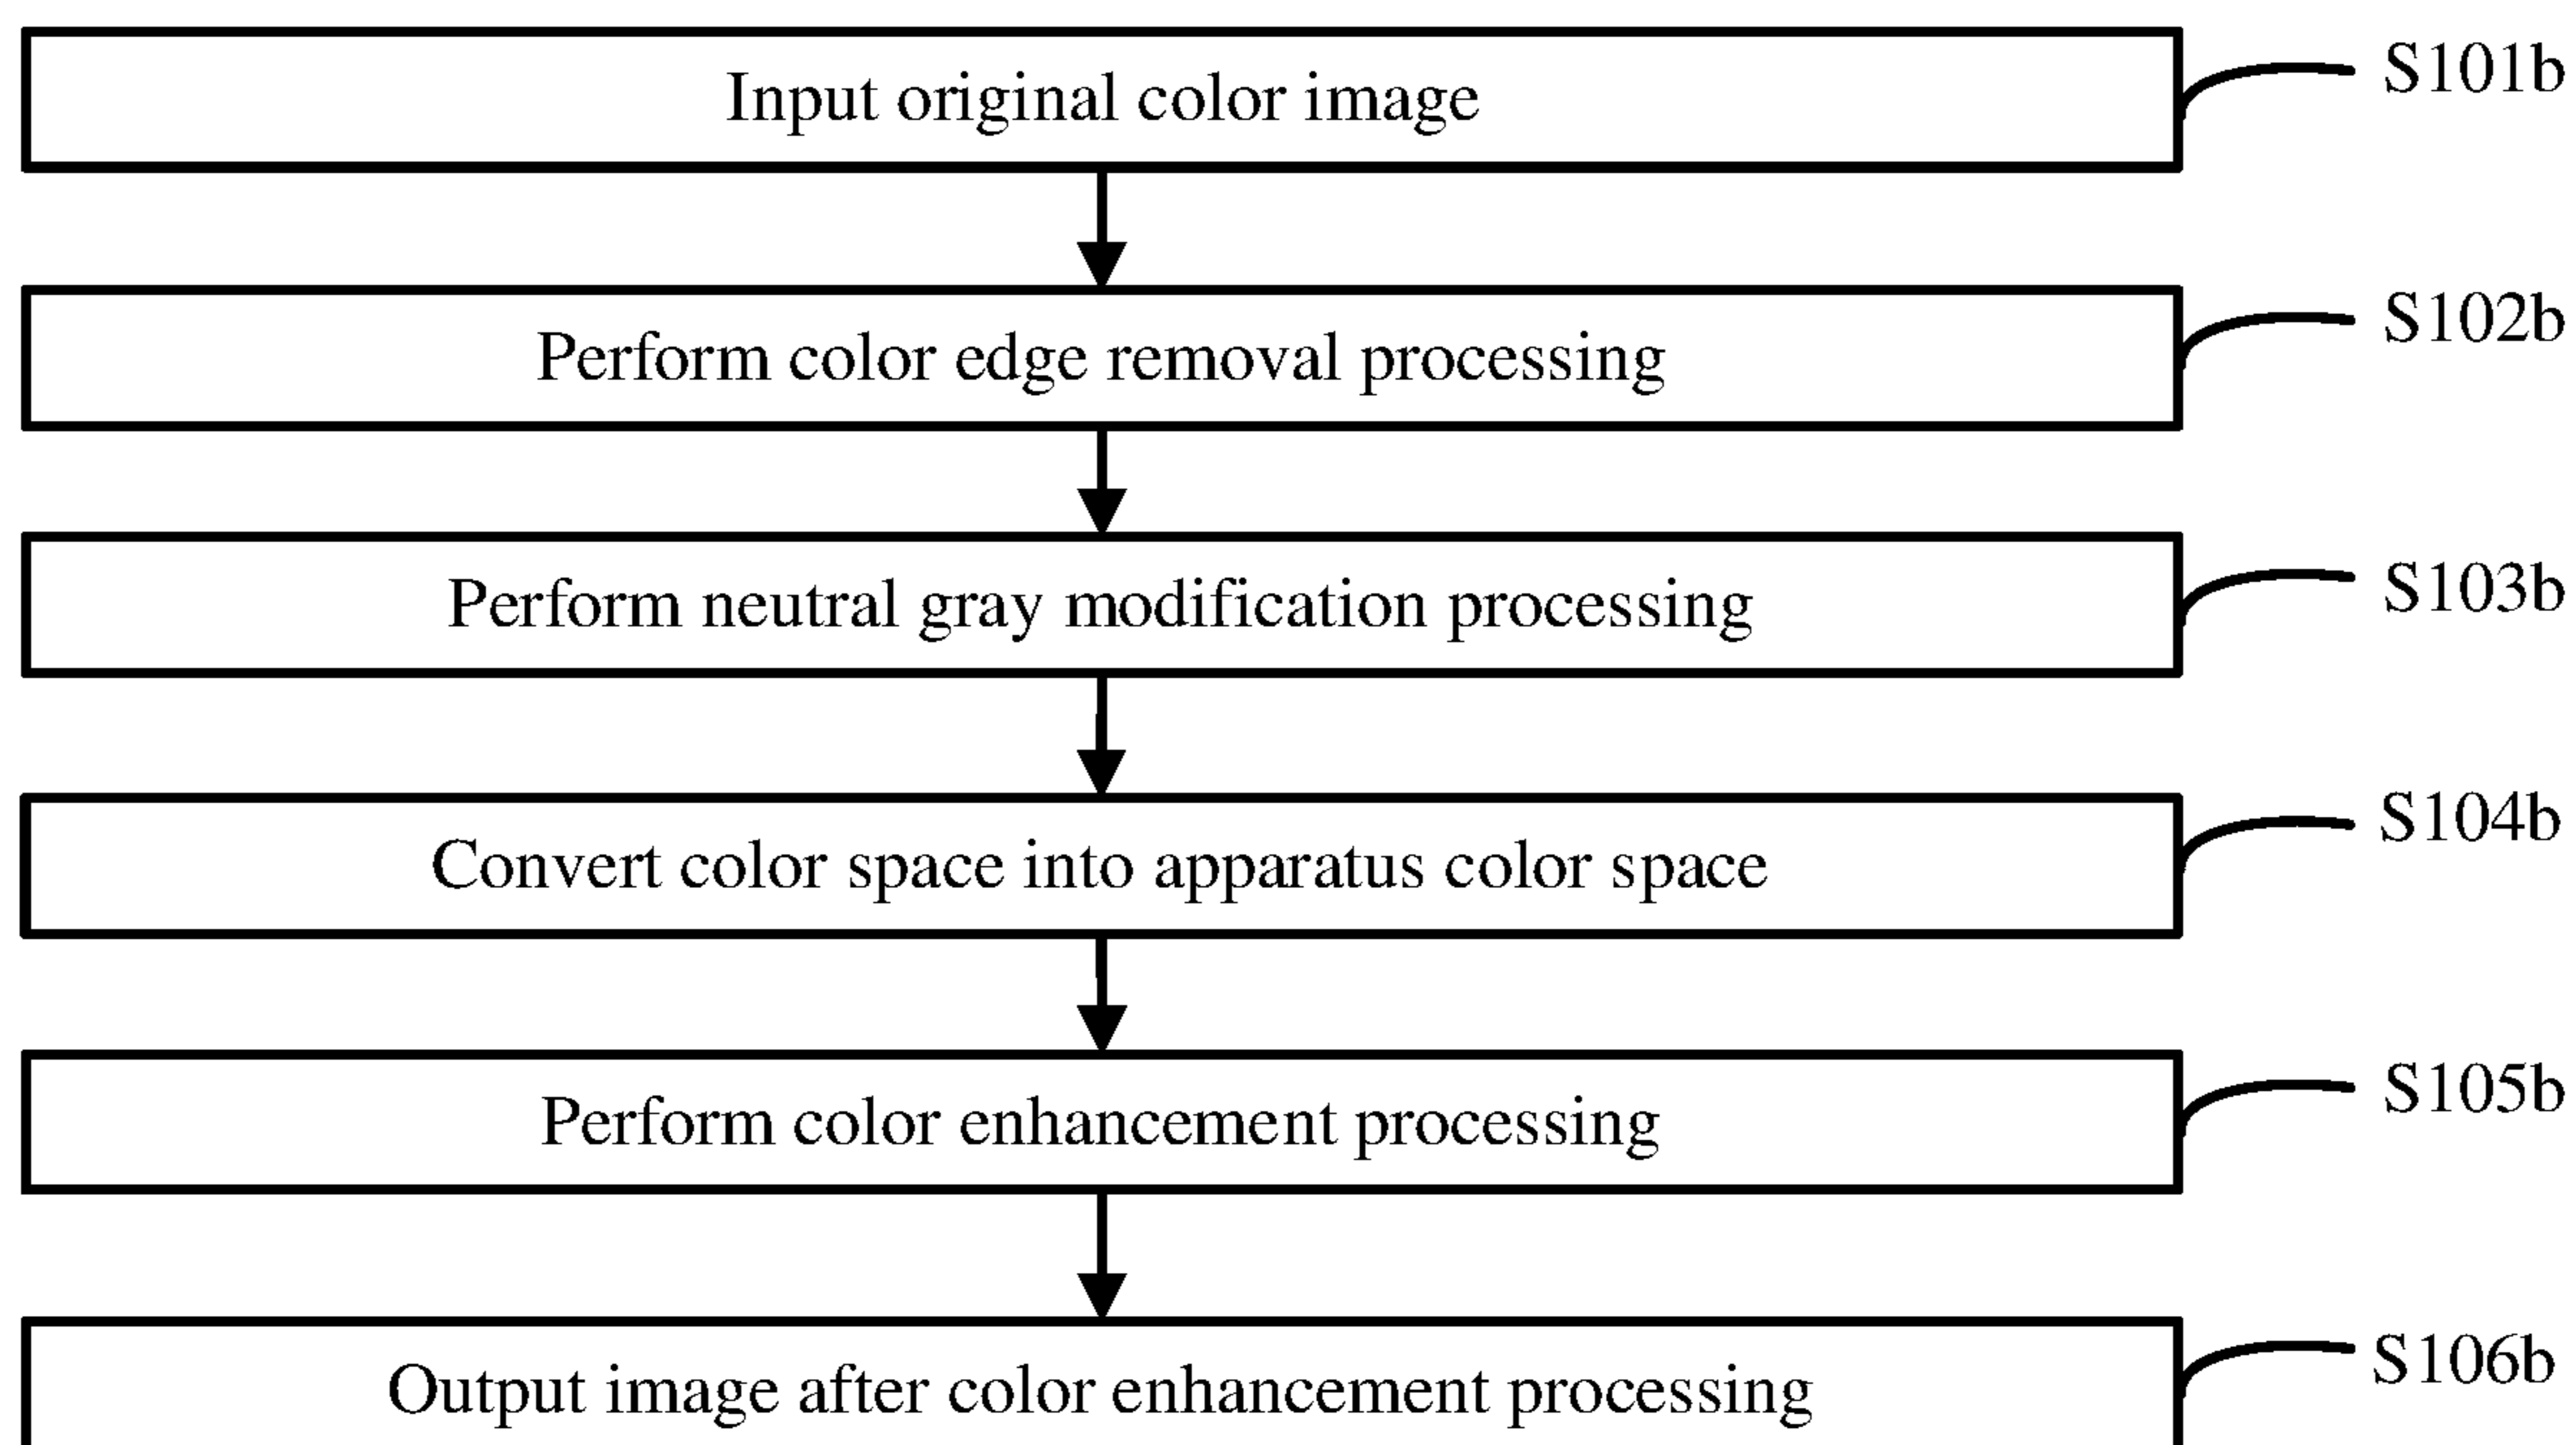 Input original color image
S101b
Perform color edge removal processing
S102b
Perform neutral gray modification processing
S103b
Convert color space into apparatus color space
S104b
Perform color enhancement processing
S105b
Output image after color enhancement processing
S106b